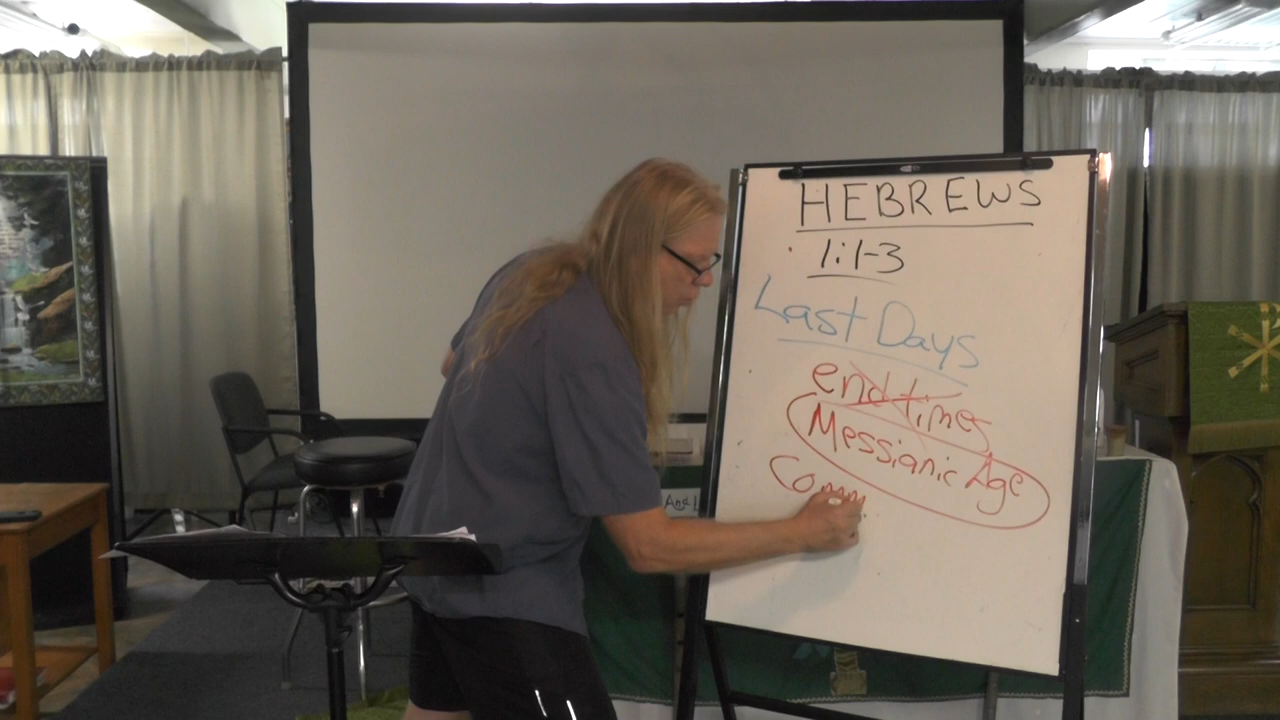 HEBREWS
1:1-3
Last Days
end times
Messianic Age
Comm